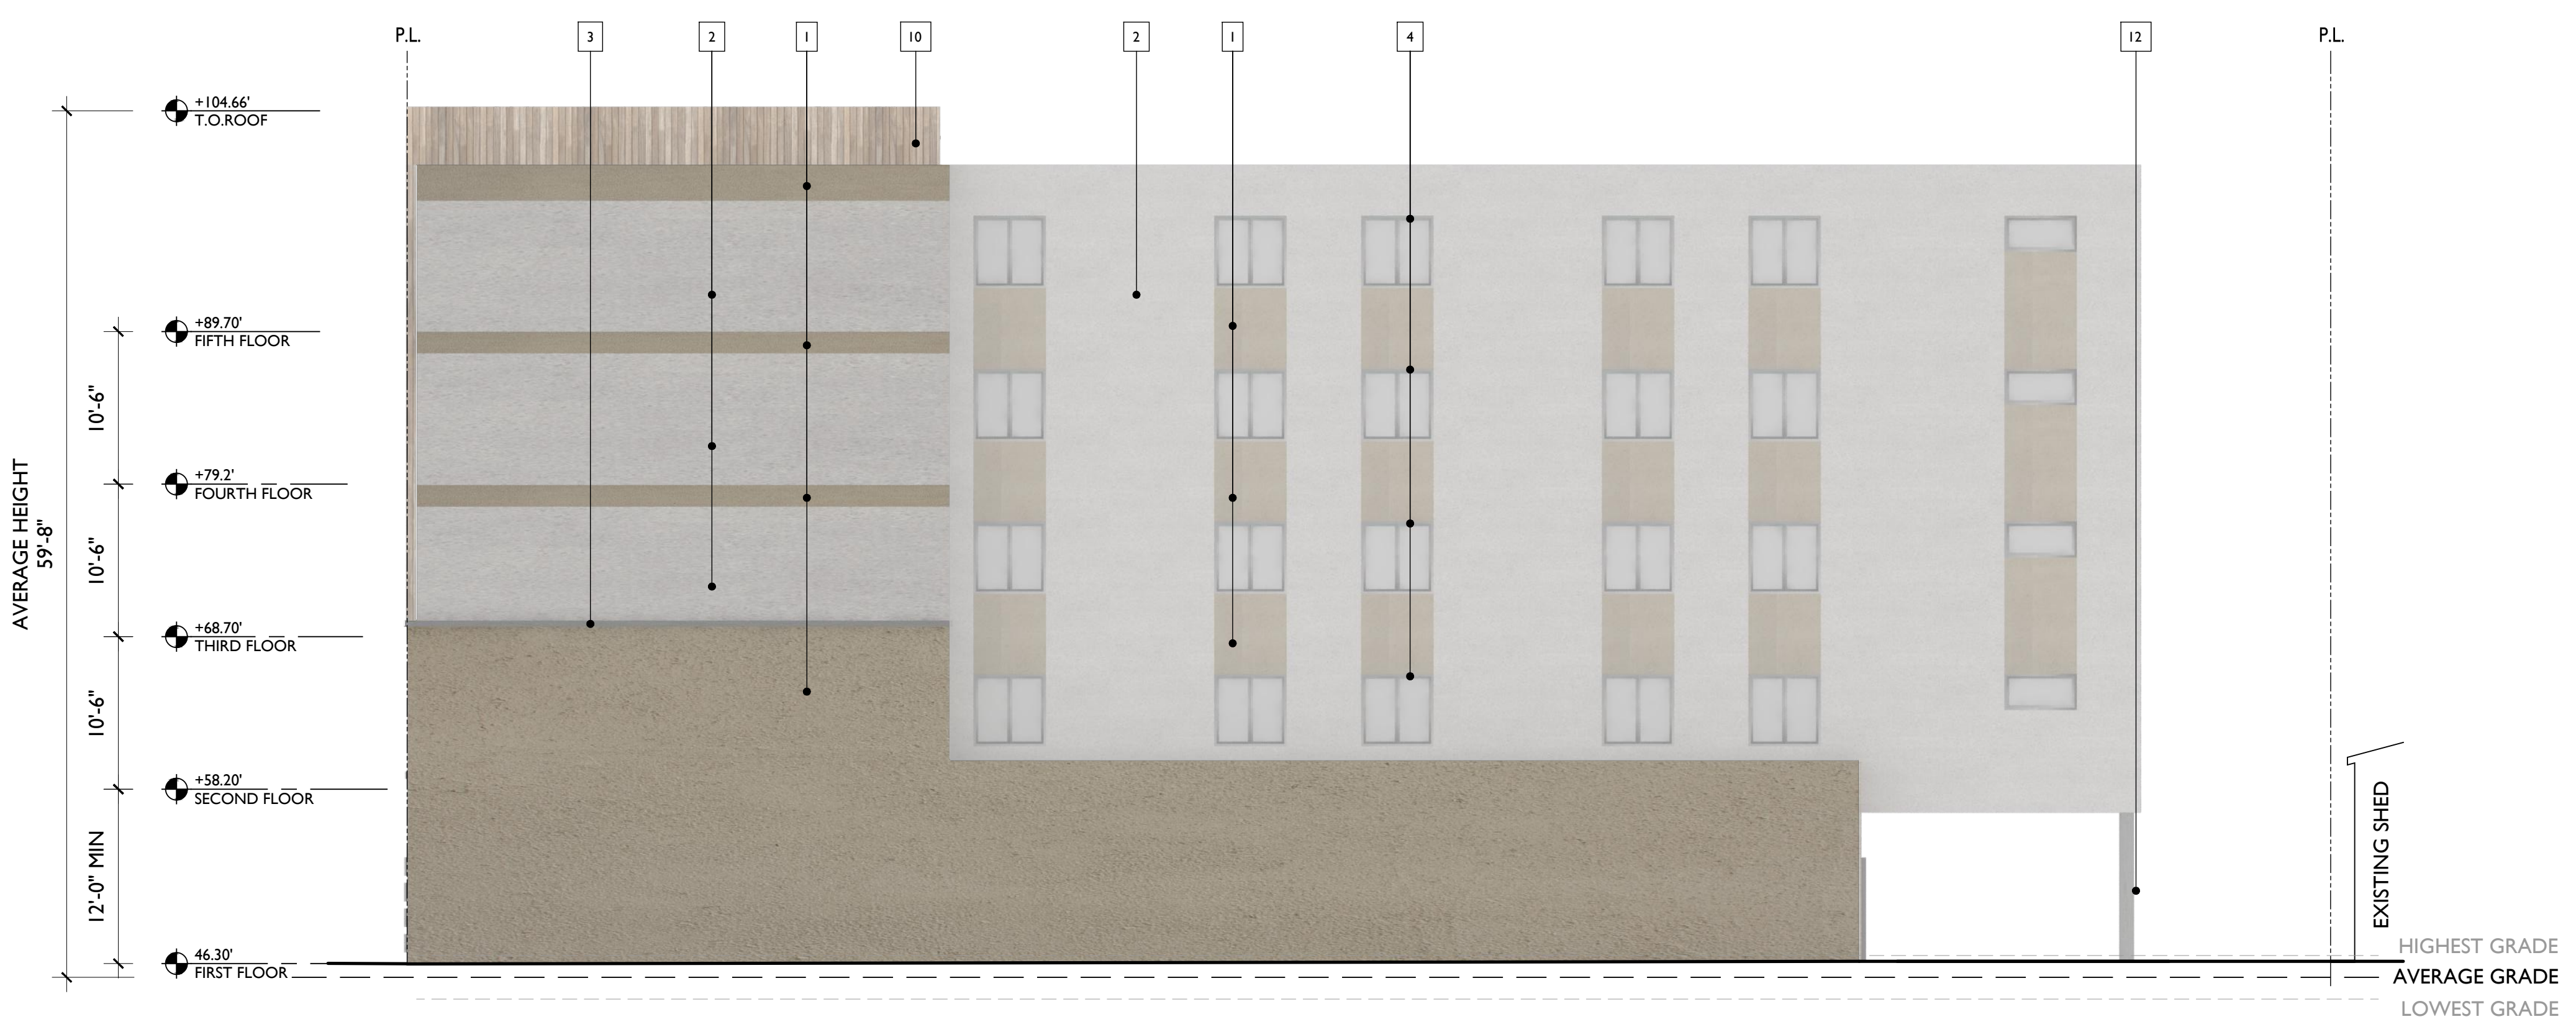 P.L.
3
2
1
10
2
1
4
12
P.L.
+104.66'
T.O.ROOF
+89.70'
FIFTH FLOOR
10'-6"
+79.2'
FOURTH FLOOR
AVERAGE HEIGHT
59'-8"
10'-6"
+68.70'
THIRD FLOOR
10'-6"
+58.20'
SECOND FLOOR
12'-0" MIN
46.30'
FIRST FLOOR
EXISTING SHED
HIGHEST GRADE
AVERAGE GRADE
LOWEST GRADE